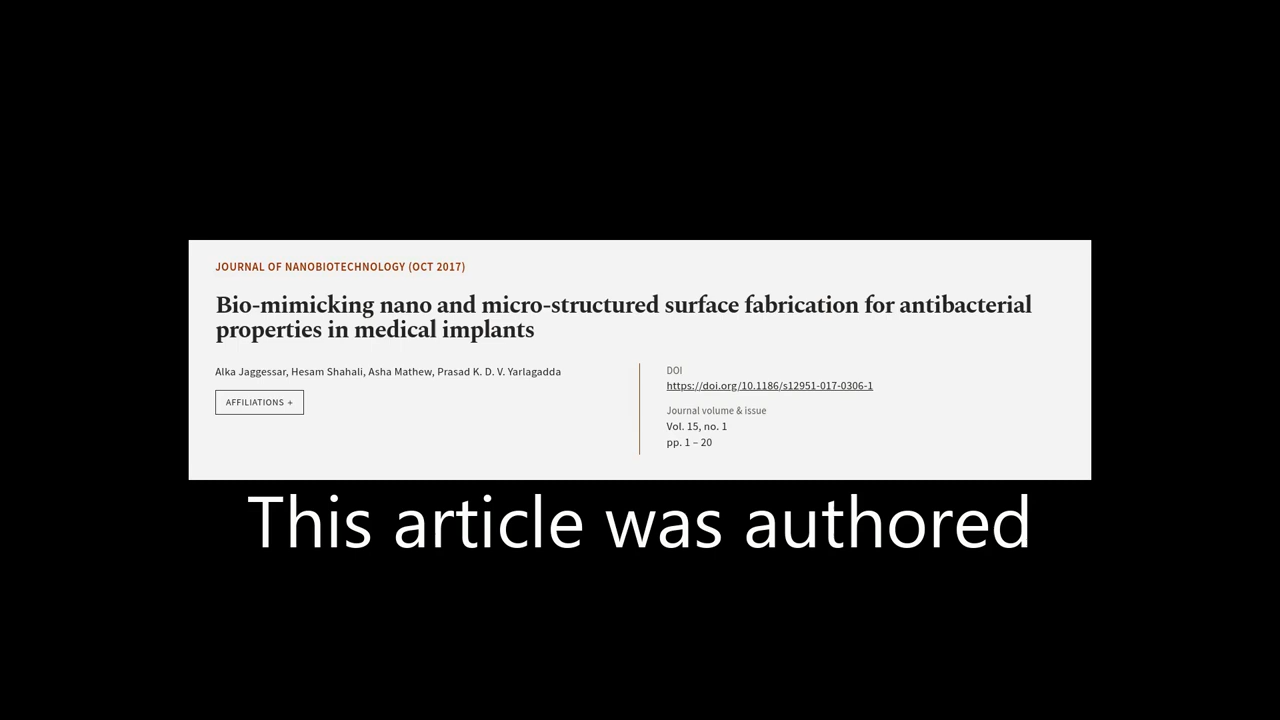 JOURNAL OF NANOBIOTECHNOLOGY (OCT 2017)
Bio-mimicking nano and micro-structured surface fabrication for antibacterial
properties in medical implants
Alka Jaggessar, Hesam Shahali, Asha Mathew, Prasad K. D. V. Yarlagadda
AFFILIATIONS +
DOI
https://doi.org/10.1186/s12951-017-0306-1
Journal volume & issue
Vol. 15, no. 1
pp. 1 – 20
This article was authored